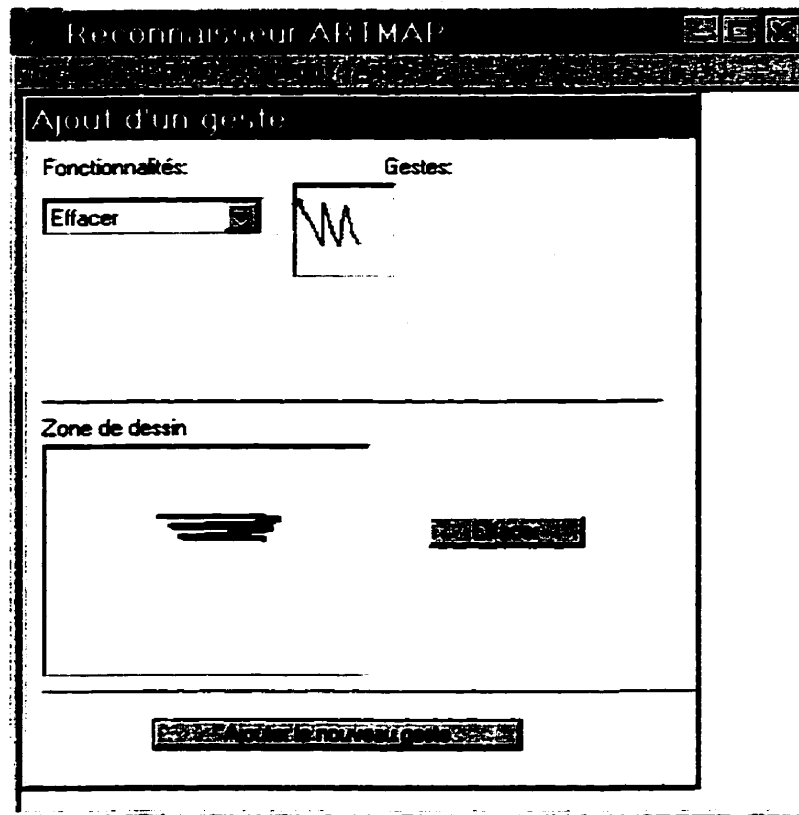 Reconnaisseur ARTMAP
Ajout d'un geste
Fonctionnalités: Gestes:
Effacer
Zone de dessin
Ajouter le nouveau geste